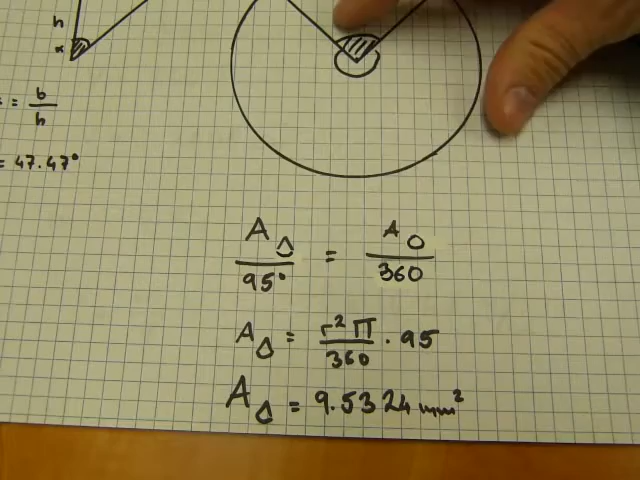 h
α
= b/h
= 47.47°
A⌔/95° = A○/360
A⌔ = r²π/360 · 95
A⌔ = 9.5324 mm²